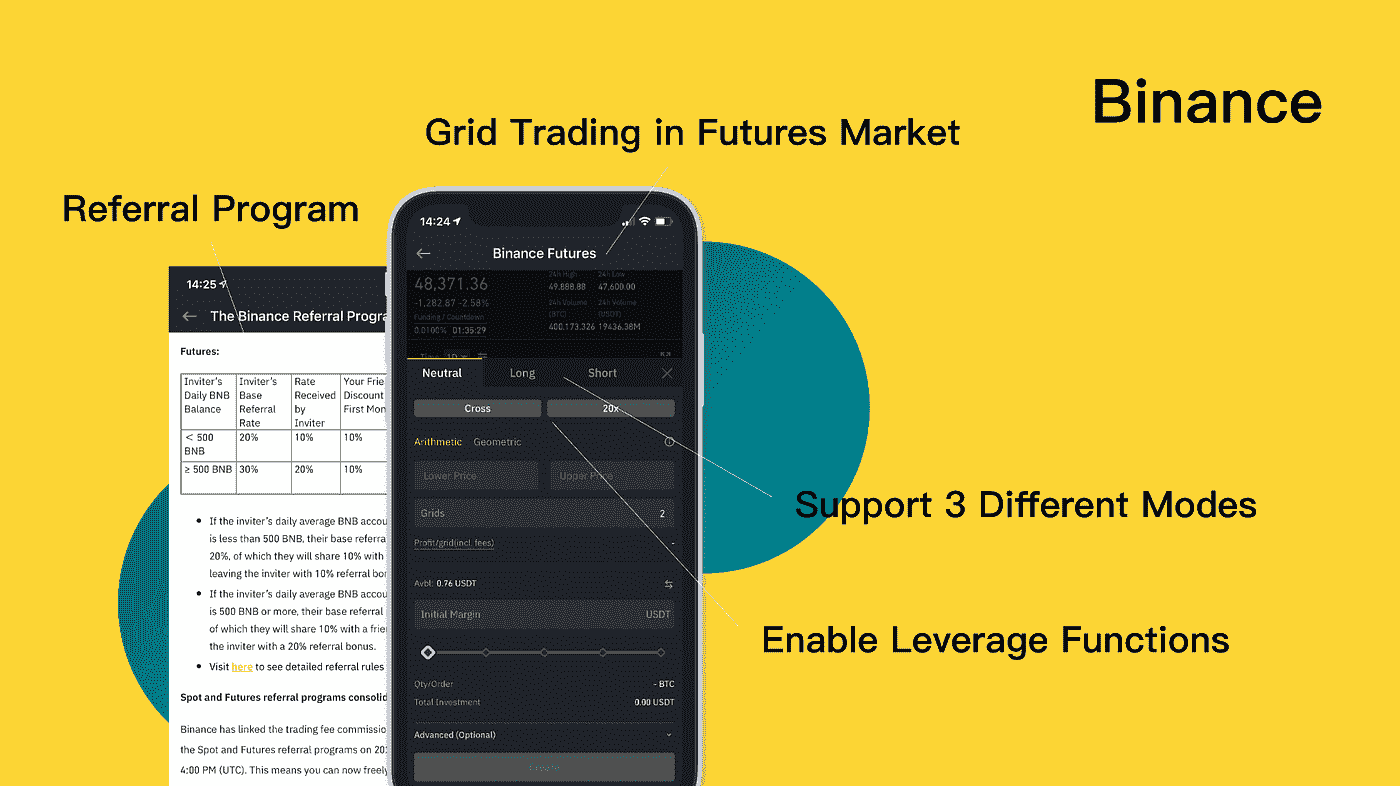 Binance
Grid Trading in Futures Market
Referral Program
14:25
The Binance Referral Progra
Futures:
Inviter's Daily BNB Balance
Inviter's Base Referral Rate
Rate Received by Inviter
Your Frie Discount First Mon
< 500 BNB
20%
10%
10%
≥ 500 BNB
30%
20%
10%
If the inviter's daily average BNB accou
is less than 500 BNB, their base referra
20%, of which they will share 10% with
leaving the inviter with 10% referral bon
If the inviter's daily average BNB accou
is 500 BNB or more, their base referral
of which they will share 10% with a frie
the inviter with a 20% referral bonus.
Visit here to see detailed referral rules
Spot and Futures referral programs consolid
Binance has linked the trading fee commissio
the Spot and Futures referral programs on 20
4:00 PM (UTC). This means you can now freely
14:24
Binance Futures
48,371.36
-1,282.87 -2.58%
Funding / Countdown
0.0100% 01:35:29
24h High
49,888.88
24h Low
47,600.00
24h Volume
(BTC)
400,173.326
24h Volume
(USDT)
19436.38M
Time 1D
Neutral
Long
Short
Cross
20x
Arithmetic
Geometric
Lower Price
Upper Price
Grids
2
Profit/grid(incl. fees)
-
Avbl: 0.76 USDT
Initial Margin
USDT
Qty/Order
- BTC
Total Investment
0.00 USDT
Advanced (Optional)
Create
Support 3 Different Modes
Enable Leverage Functions